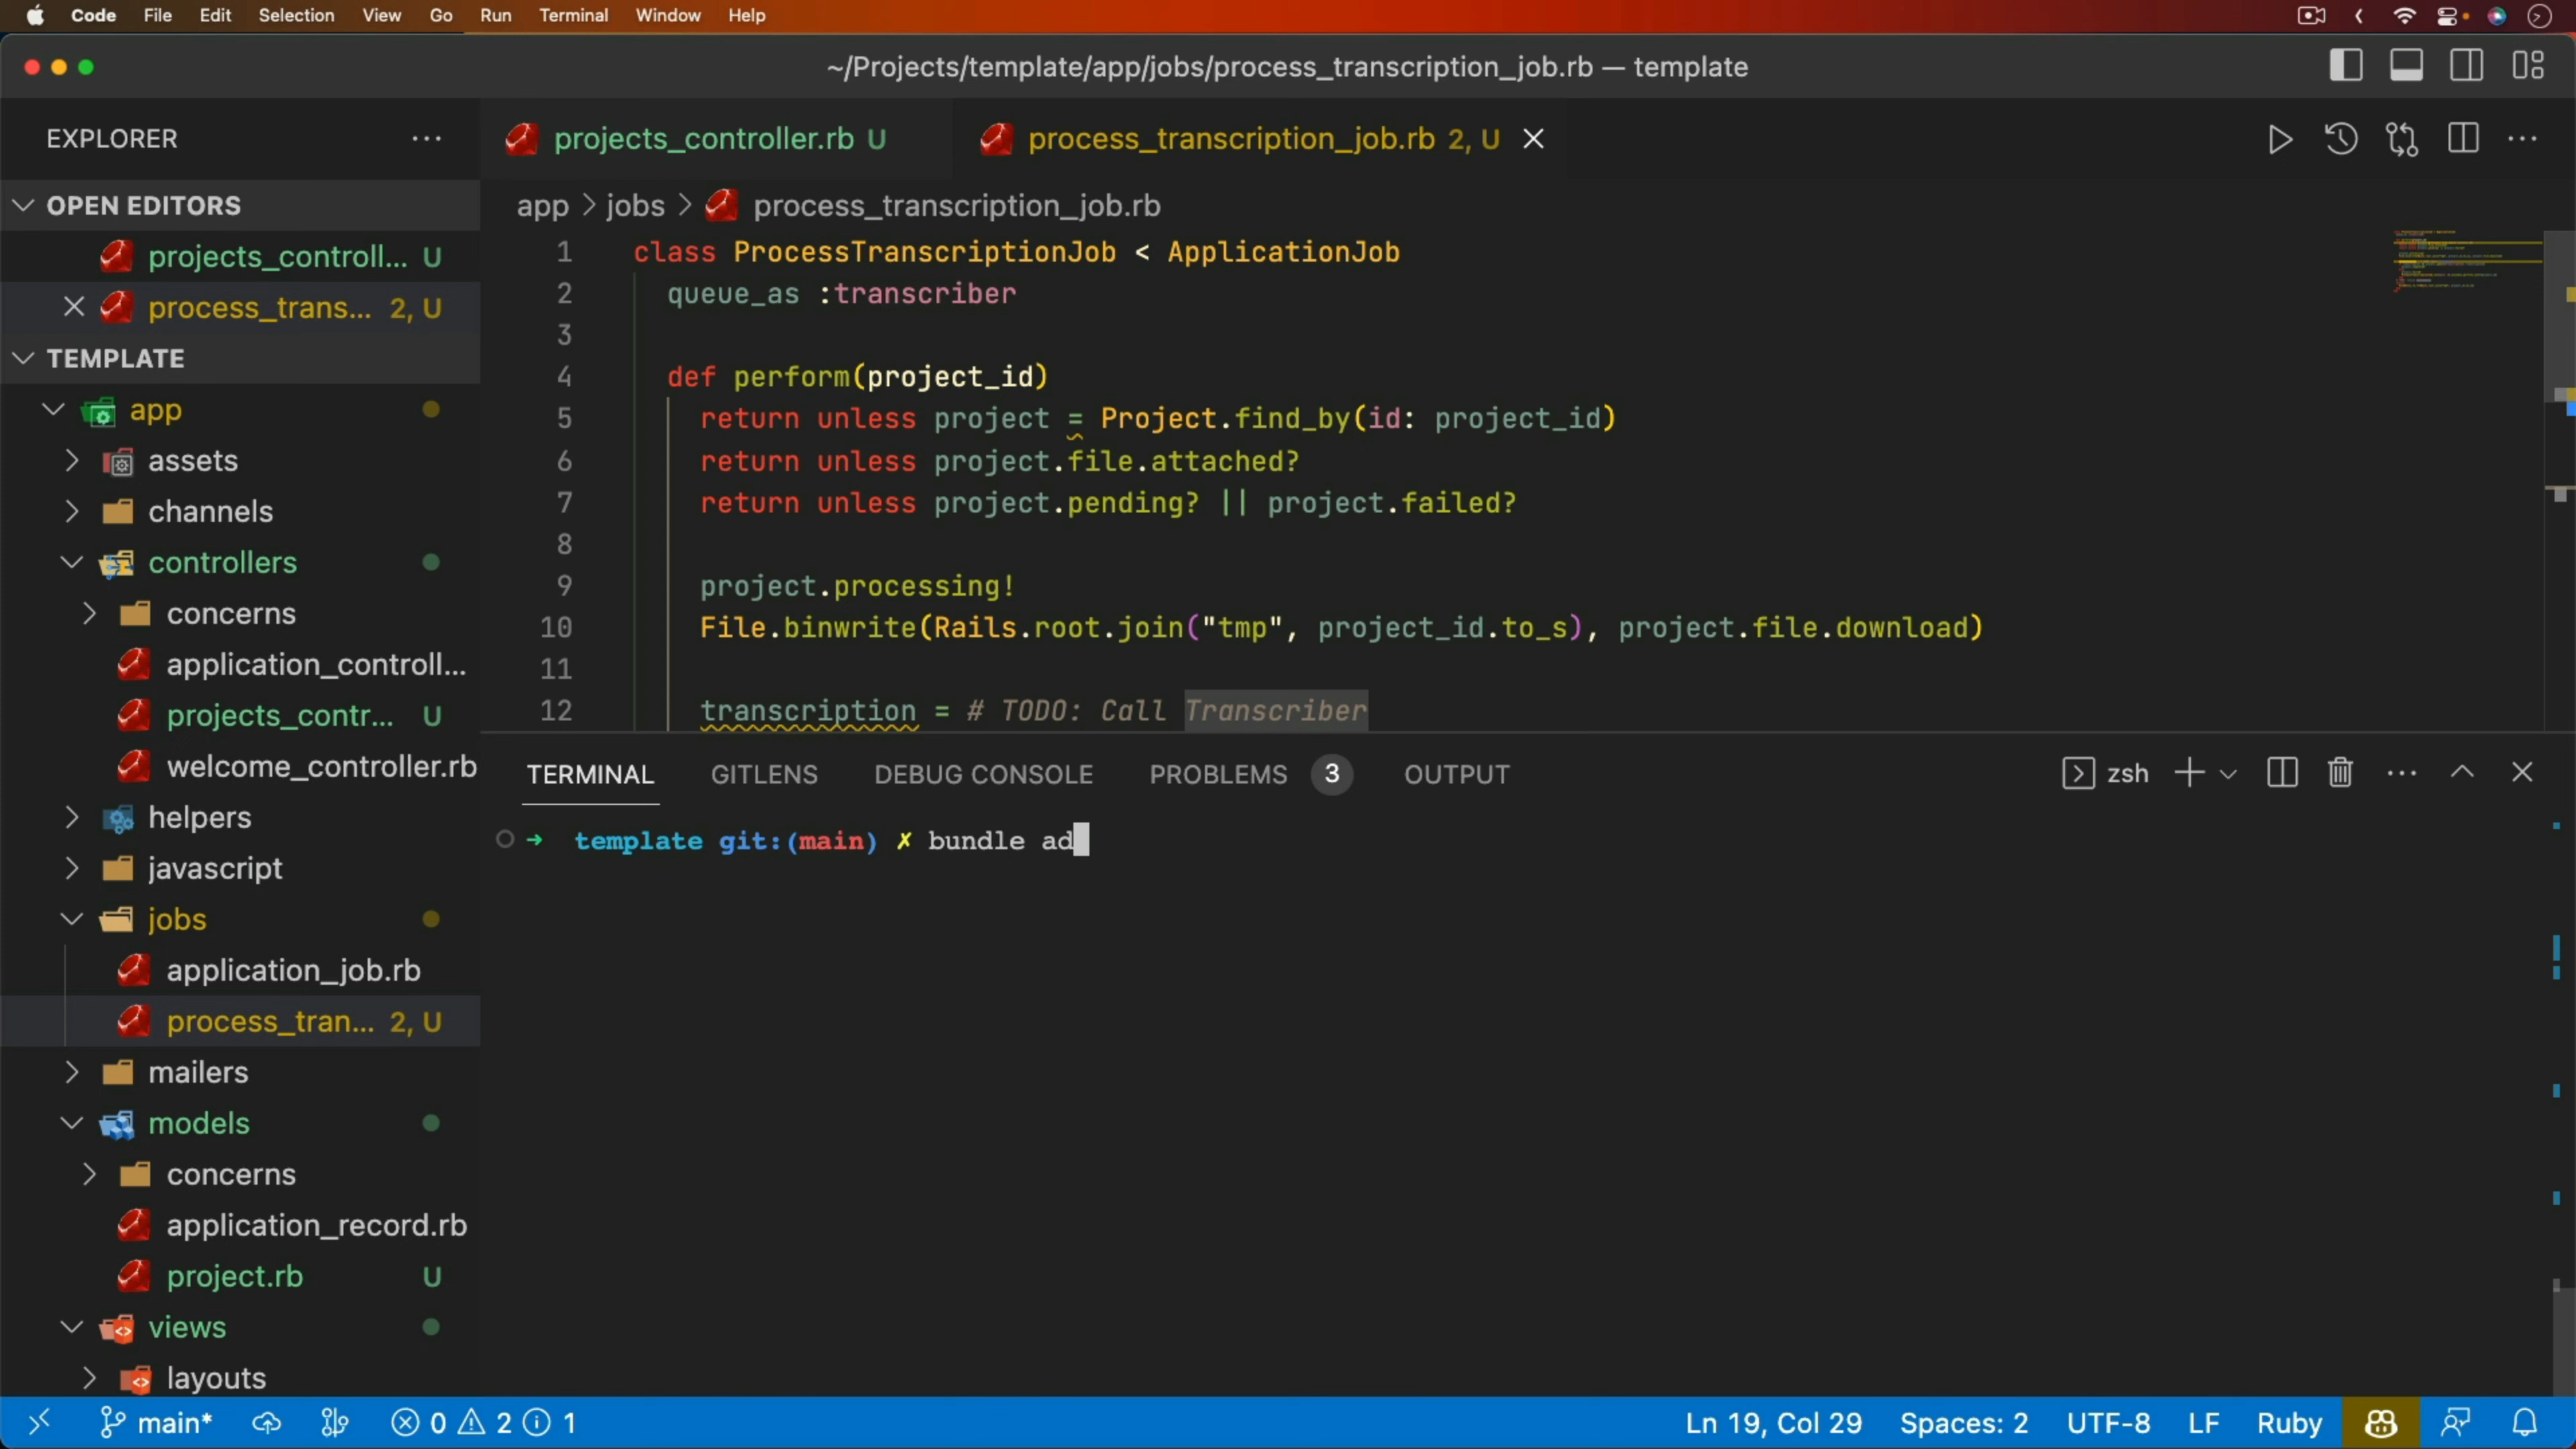 Code File Edit Selection View Go Run Terminal Window Help
~/Projects/template/app/jobs/process_transcription_job.rb — template
EXPLORER
projects_controller.rb U
process_transcription_job.rb 2, U
OPEN EDITORS
projects_controll... U
process_trans... 2, U
TEMPLATE
app
assets
channels
controllers
concerns
application_controll...
projects_contr... U
welcome_controller.rb
helpers
javascript
jobs
application_job.rb
process_tran... 2, U
mailers
models
concerns
application_record.rb
project.rb U
views
layouts
app > jobs > process_transcription_job.rb
1 class ProcessTranscriptionJob < ApplicationJob
2 queue_as :transcriber
3
4 def perform(project_id)
5 return unless project = Project.find_by(id: project_id)
6 return unless project.file.attached?
7 return unless project.pending? || project.failed?
8
9 project.processing!
10 File.binwrite(Rails.root.join("tmp", project_id.to_s), project.file.download)
11
12 transcription = # TODO: Call Transcriber
TERMINAL GITLENS DEBUG CONSOLE PROBLEMS 3 OUTPUT
zsh
template git:(main) ✗ bundle ad
main* 0 2 1
Ln 19, Col 29 Spaces: 2 UTF-8 LF Ruby